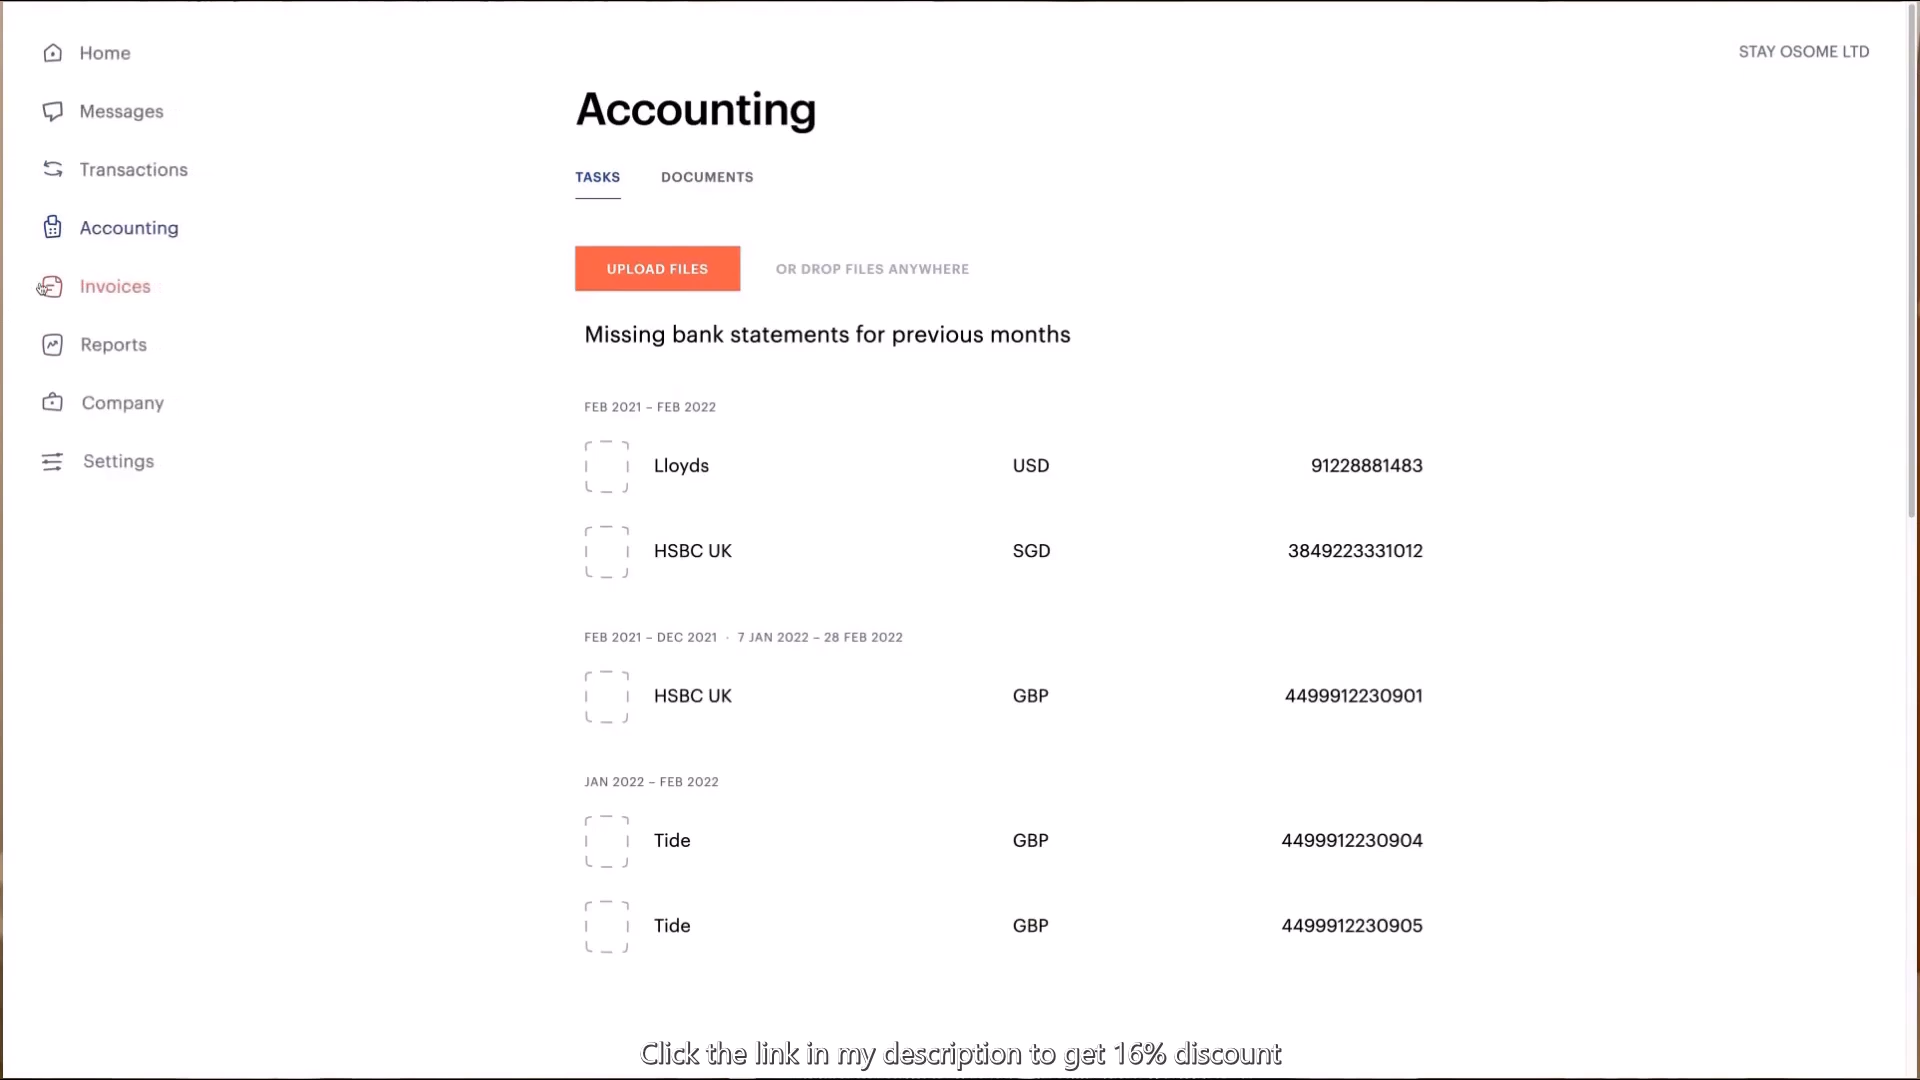 Home
STAY OSOME LTD
Messages
Transactions
Accounting
Invoices
Reports
Company
Settings
Accounting
TASKS DOCUMENTS
UPLOAD FILES OR DROP FILES ANYWHERE
Missing bank statements for previous months
FEB 2021 – FEB 2022
Lloyds USD 91228881483
HSBC UK SGD 3849223331012
FEB 2021 – DEC 2021 · 7 JAN 2022 – 28 FEB 2022
HSBC UK GBP 4499912230901
JAN 2022 – FEB 2022
Tide GBP 4499912230904
Tide GBP 4499912230905
Click the link in my description to get 16% discount